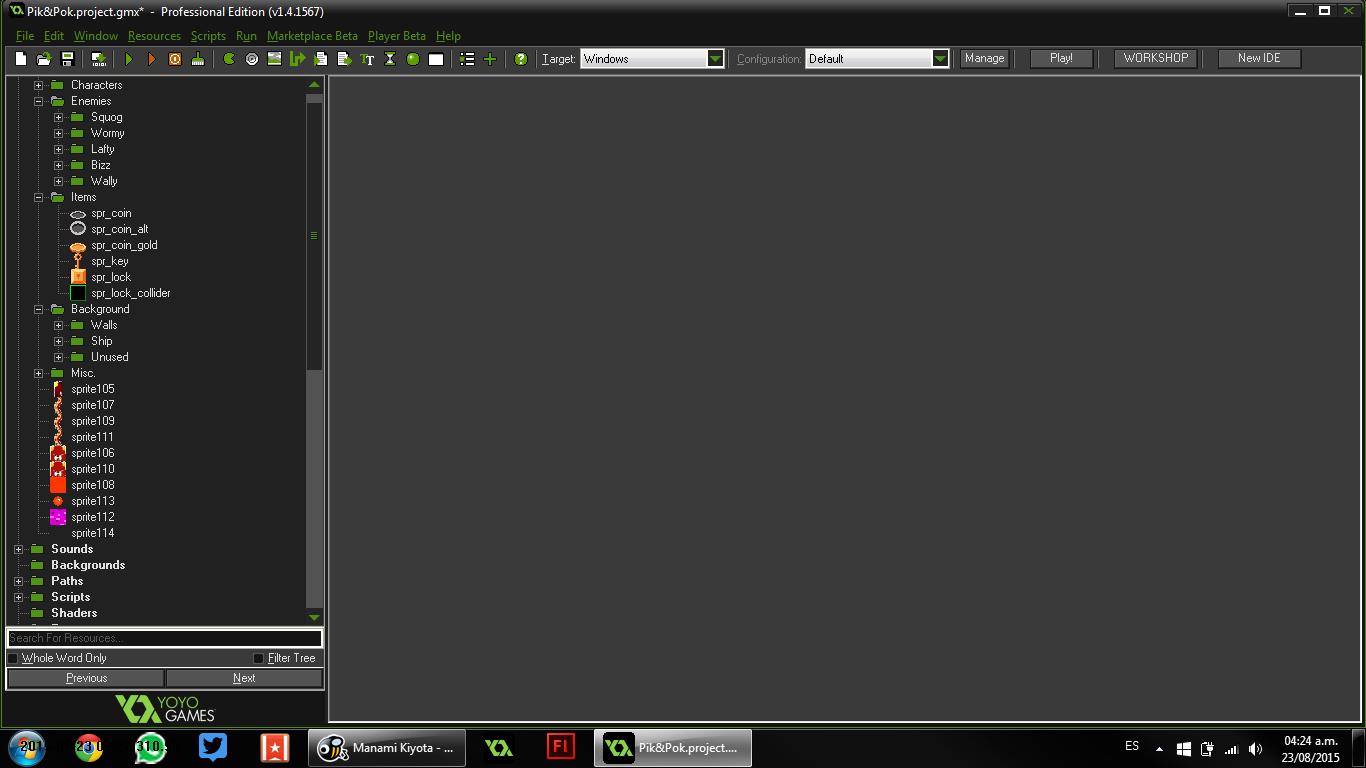 Pik&Pok.project.gmx* - Professional Edition (v1.4.1567)
File Edit Window Resources Scripts Run Marketplace Beta Player Beta Help
Target: Windows Configuration: Default Manage Play! WORKSHOP New IDE
Characters
Enemies
Squog
Wormy
Lafty
Bizz
Wally
Items
spr_coin
spr_coin_alt
spr_coin_gold
spr_key
spr_lock
spr_lock_collider
Background
Walls
Ship
Unused
Misc.
sprite105
sprite107
sprite109
sprite111
sprite106
sprite110
sprite108
sprite113
sprite112
sprite114
Sounds
Backgrounds
Paths
Scripts
Shaders
Search For Resources...
Whole Word Only Filter Tree
Previous Next
YOYO
GAMES
Manami Kiyota - ... Fl Pik&Pok.project.... ES 04:24 a.m.
23/08/2015